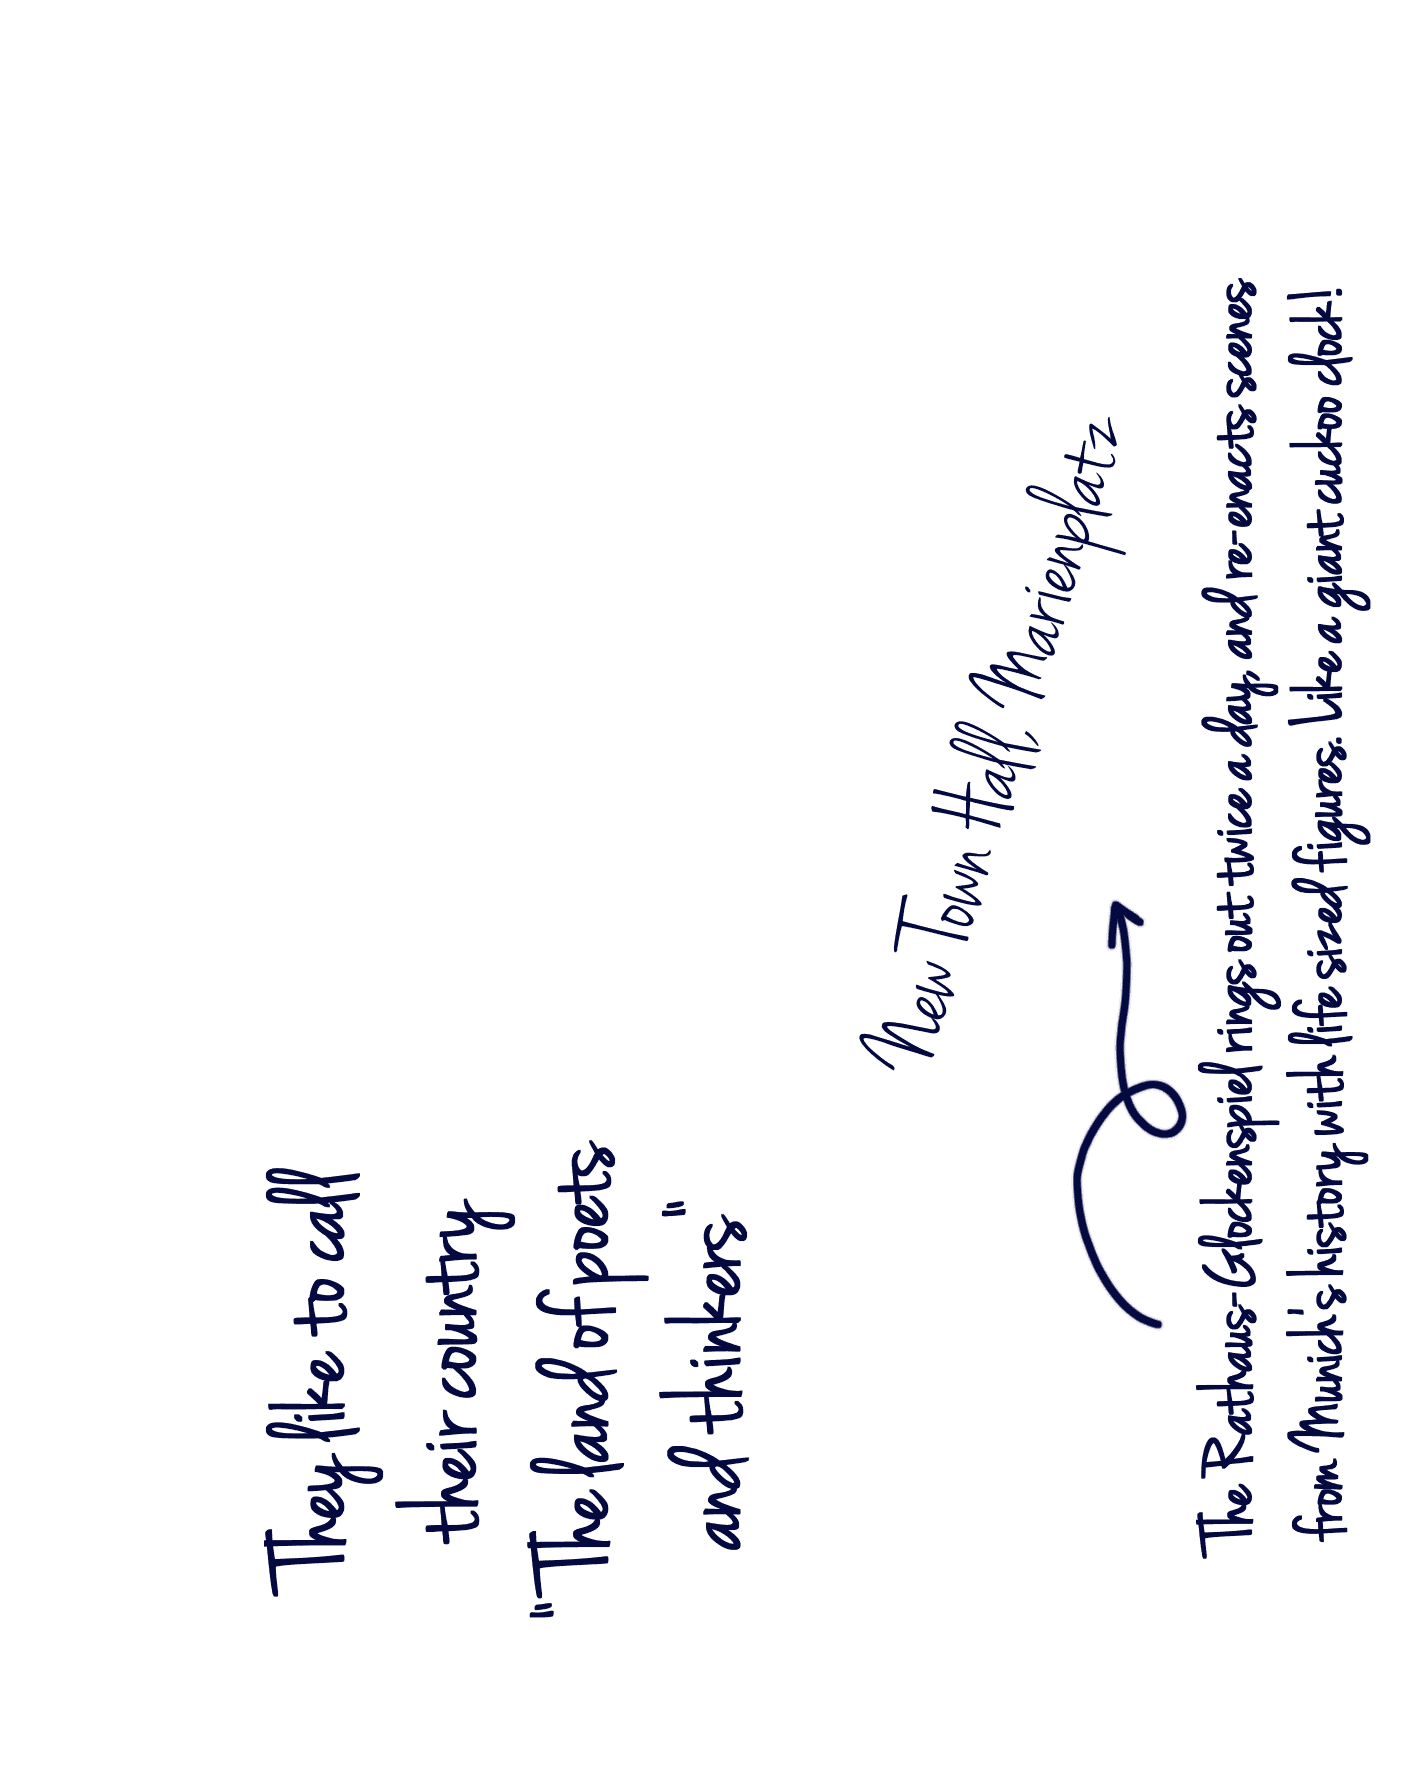 They like to call
their country
"The land of poets
and thinkers"
New Town Hall, Marienplatz
The Rathaus-Glockenspiel rings out twice a day, and re-enacts scenes
from Munich's history with life sized figures. Like a giant cuckoo clock!